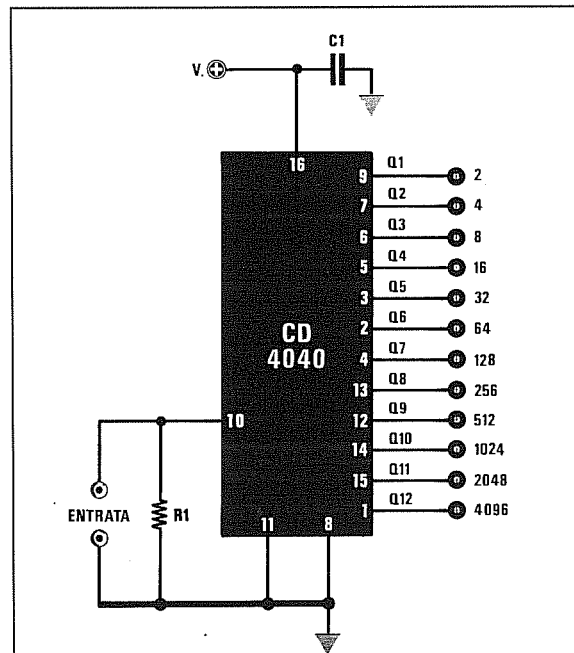 C1
V.
16
9 Q1 2
7 Q2 4
6 Q3 8
5 Q4 16
3 Q5 32
2 Q6 64
CD
4040
4 Q7 128
13 Q8 256
10
12 Q9 512
14 Q10 1024
15 Q11 2048
1 Q12 4096
ENTRATA
R1
11 8